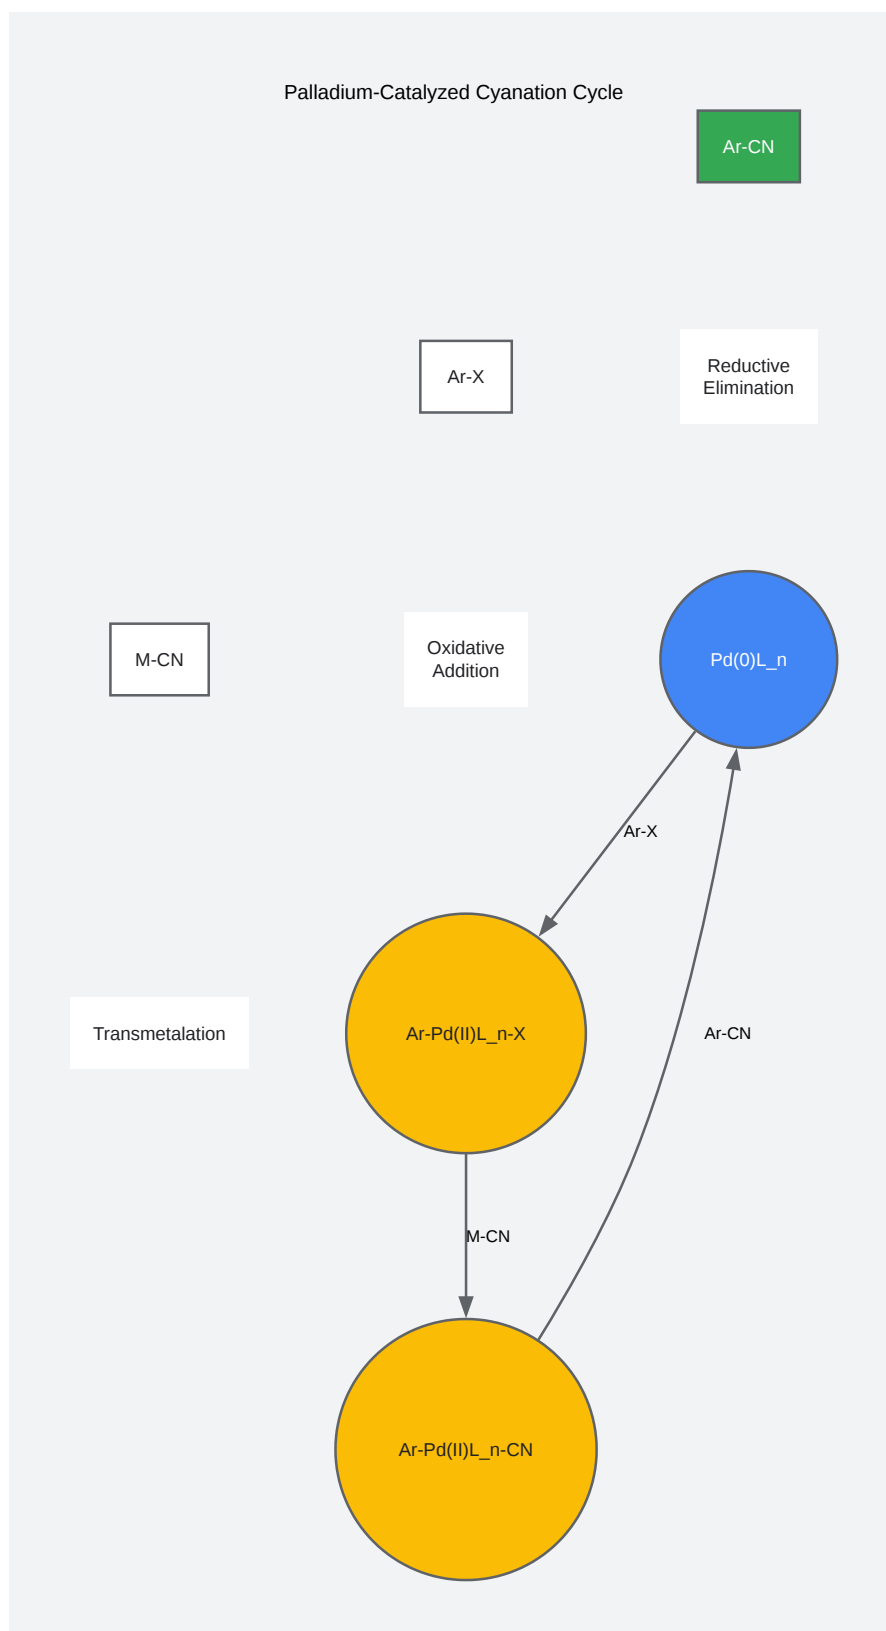 Palladium-Catalyzed Cyanation Cycle
Ar-CN
Ar-X
Reductive
Elimination
M-CN
Oxidative
Addition
Pd(0)L_n
Ar-X
Transmetalation
Ar-Pd(II)L_n-X
Ar-CN
M-CN
Ar-Pd(II)L_n-CN